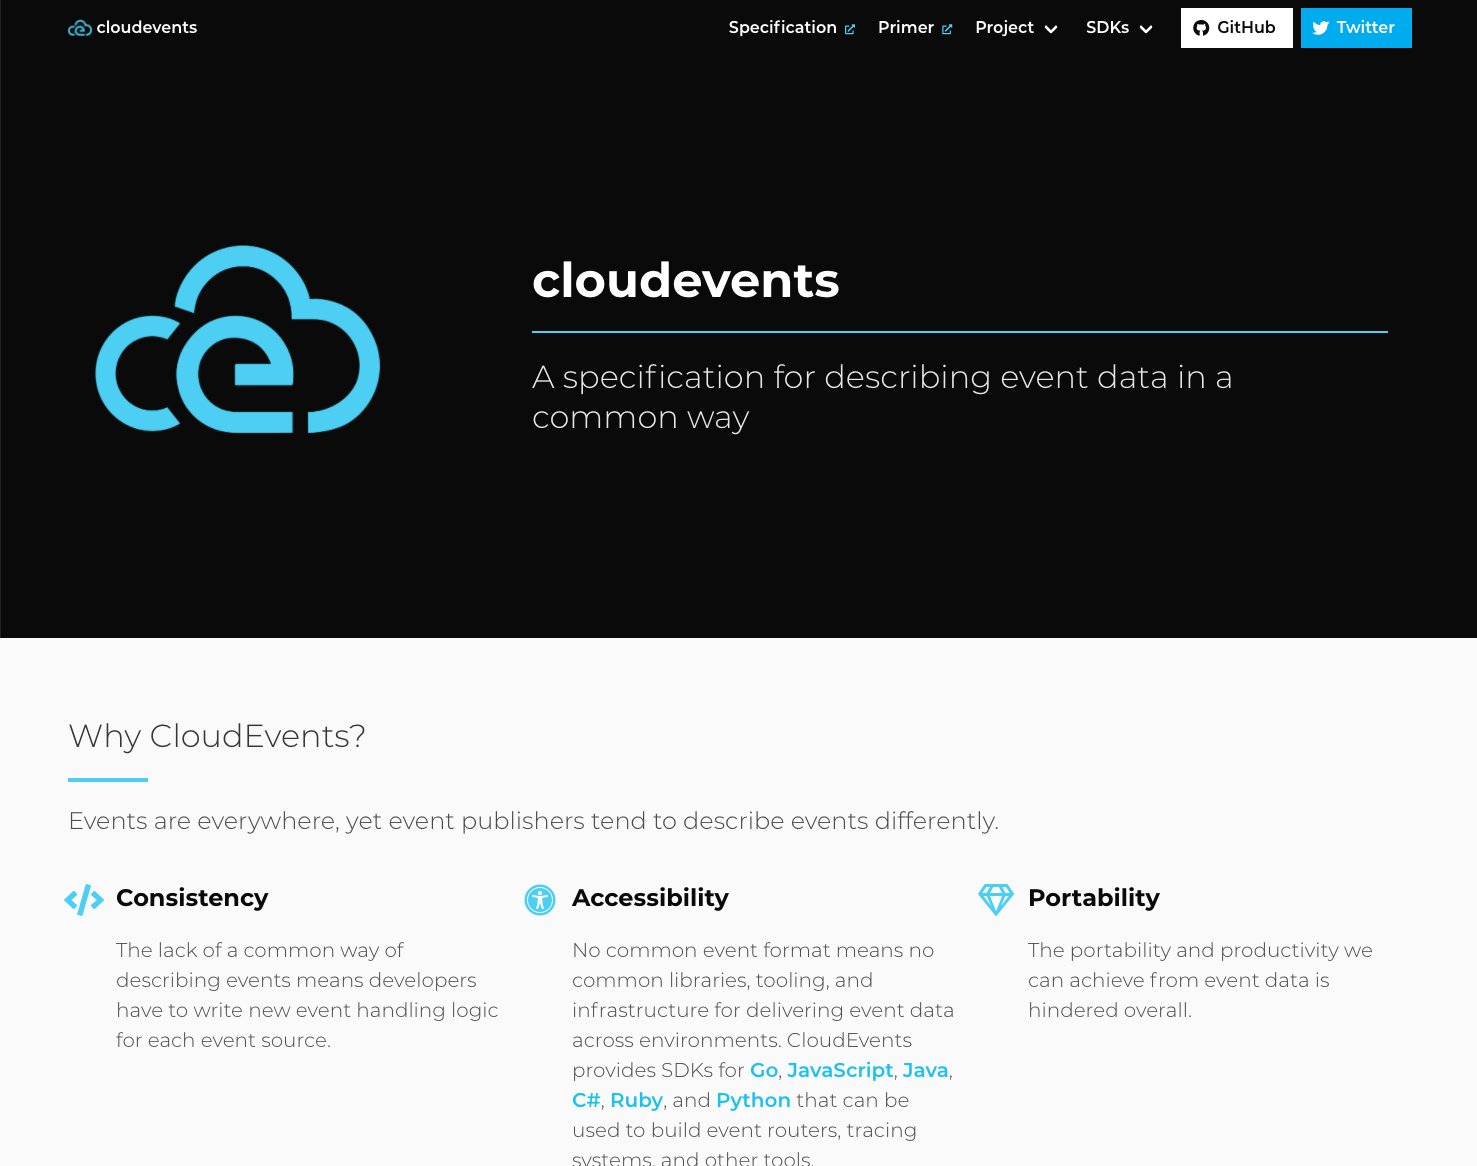 cloudevents
Specification
Primer
Project
SDKs
GitHub
Twitter
cloudevents
A specification for describing event data in a
common way
Why CloudEvents?
Events are everywhere, yet event publishers tend to describe events differently.
Consistency
The lack of a common way of
describing events means developers
have to write new event handling logic
for each event source.
Accessibility
No common event format means no
common libraries, tooling, and
infrastructure for delivering event data
across environments. CloudEvents
provides SDKs for Go, JavaScript, Java,
C#, Ruby, and Python that can be
used to build event routers, tracing
systems, and other tools.
Portability
The portability and productivity we
can achieve from event data is
hindered overall.